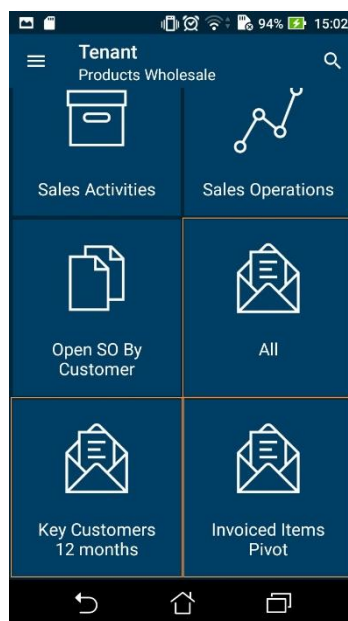 94% 15:02
Tenant
Products Wholesale
Sales Activities
Sales Operations
Open SO By
Customer
All
Key Customers
12 months
Invoiced Items
Pivot